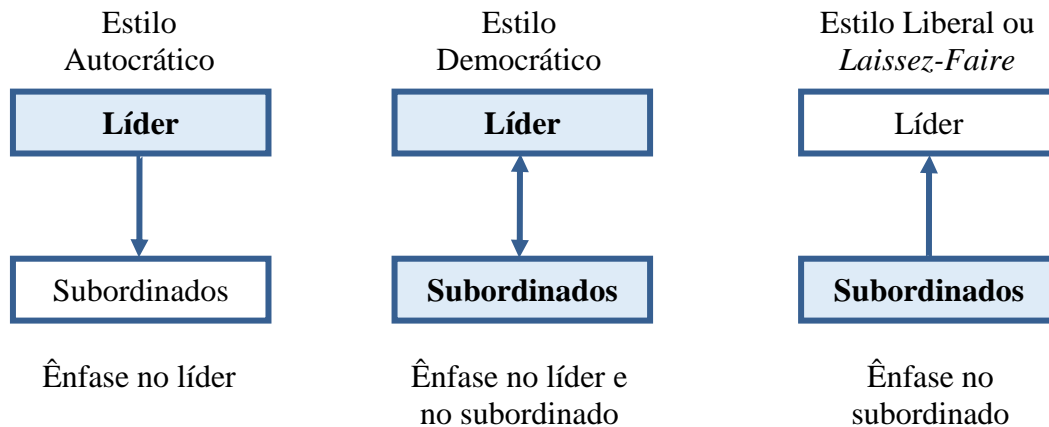 Estilo
Autocrático
Líder
Subordinados
Ênfase no líder
Estilo
Democrático
Líder
Subordinados
Ênfase no líder e
no subordinado
Estilo Liberal ou
Laissez-Faire
Líder
Subordinados
Ênfase no
subordinado